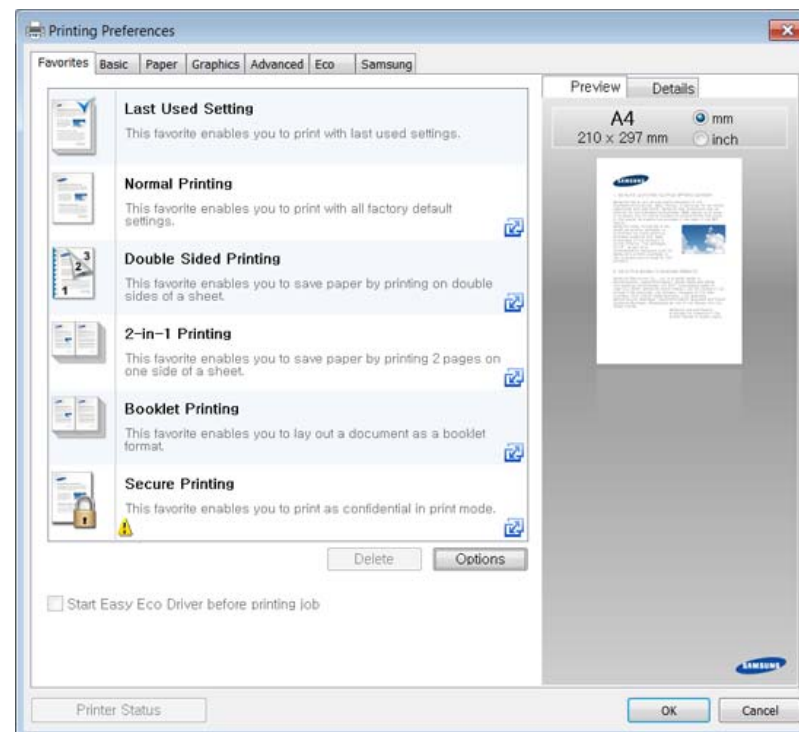 Printing Preferences
Favorites Basic Paper Graphics Advanced Eco Samsung
Last Used Setting
This favorite enables you to print with last used settings.
Normal Printing
This favorite enables you to print with all factory default
settings.
Double Sided Printing
This favorite enables you to save paper by printing on double
sides of a sheet.
2-in-1 Printing
This favorite enables you to save paper by printing 2 pages on
one side of a sheet.
Booklet Printing
This favorite enables you to lay out a document as a booklet
format.
Secure Printing
This favorite enables you to print as confidential in print mode.
Delete Options
Start Easy Eco Driver before printing job
Printer Status
Preview Details
A4
210 x 297 mm
mm
inch
SAMSUNG
SAMSUNG
OK Cancel